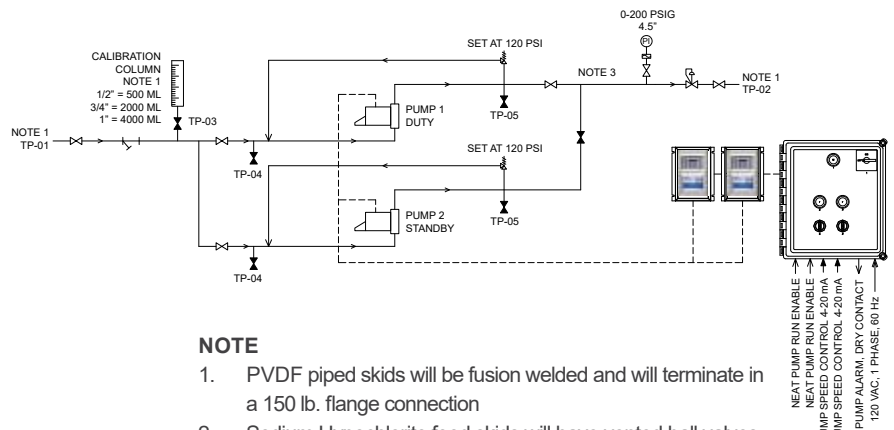 0-200 PSIG
4.5"
PI
SET AT 120 PSI
CALIBRATION
COLUMN
NOTE 1
1/2" = 500 ML
3/4" = 2000 ML
1" = 4000 ML
NOTE 3
NOTE 1
TP-02
PUMP 1
DUTY
TP-05
TP-03
NOTE 1
TP-01
SET AT 120 PSI
TP-04
PUMP 2
STANDBY
TP-05
TP-04
NEAT PUMP RUN ENABLE
NEAT PUMP RUN ENABLE
SPEED CONTROL 4-20 mA
SPEED CONTROL 4-20 mA
PUMP ALARM, DRY CONTACT
120 VAC, 1 PHASE, 60 Hz
NOTE
1. PVDF piped skids will be fusion welded and will terminate in
a 150 lb. flange connection